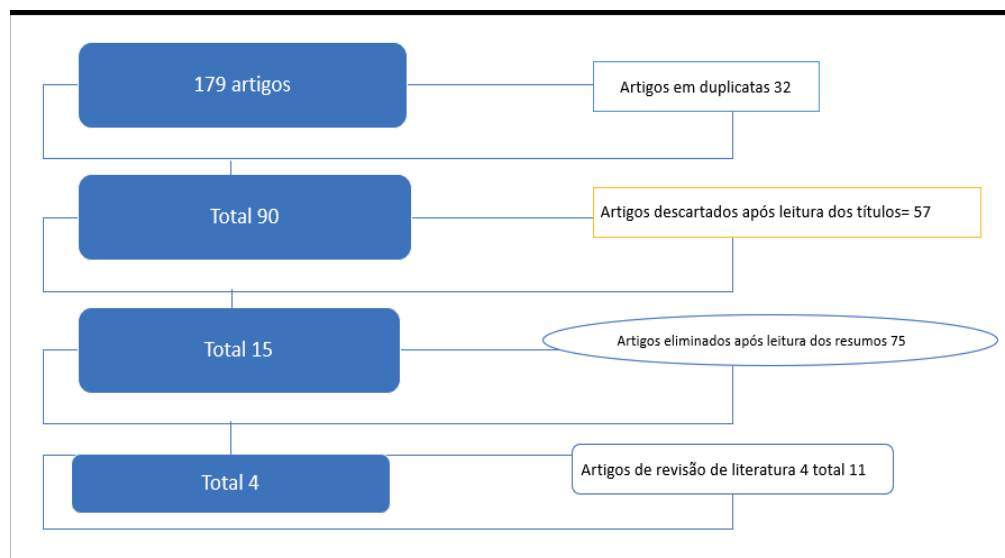 179 artigos
Artigos em duplicatas 32
Total 90
Artigos descartados após leitura dos títulos= 57
Total 15
Artigos eliminados após leitura dos resumos 75
Total 4
Artigos de revisão de literatura 4 total 11